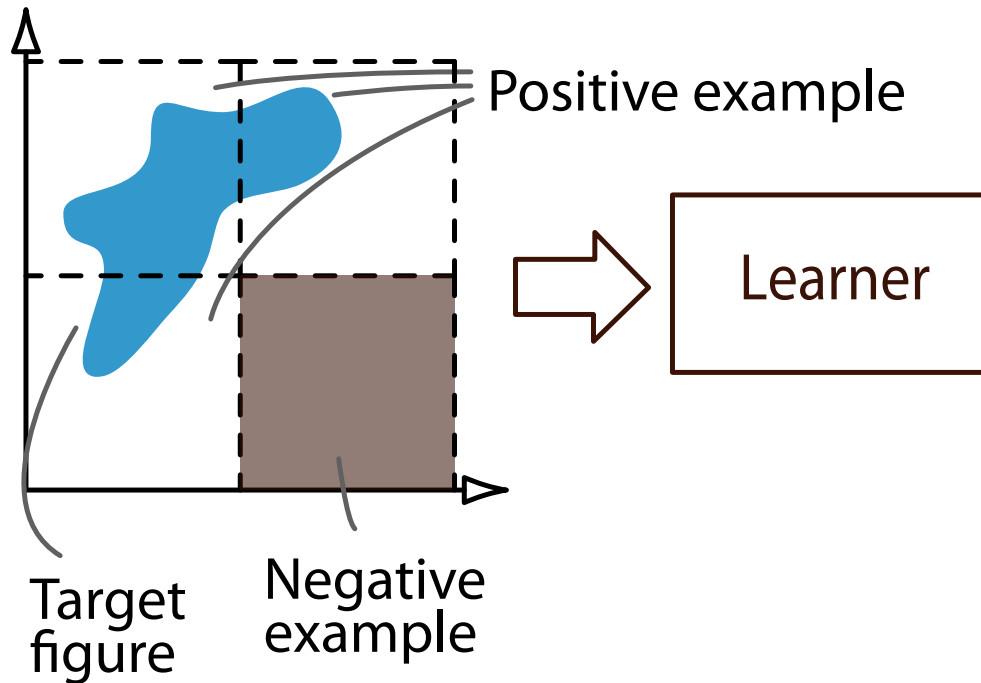 Positive example
Learner
Target
figure
Negative
example